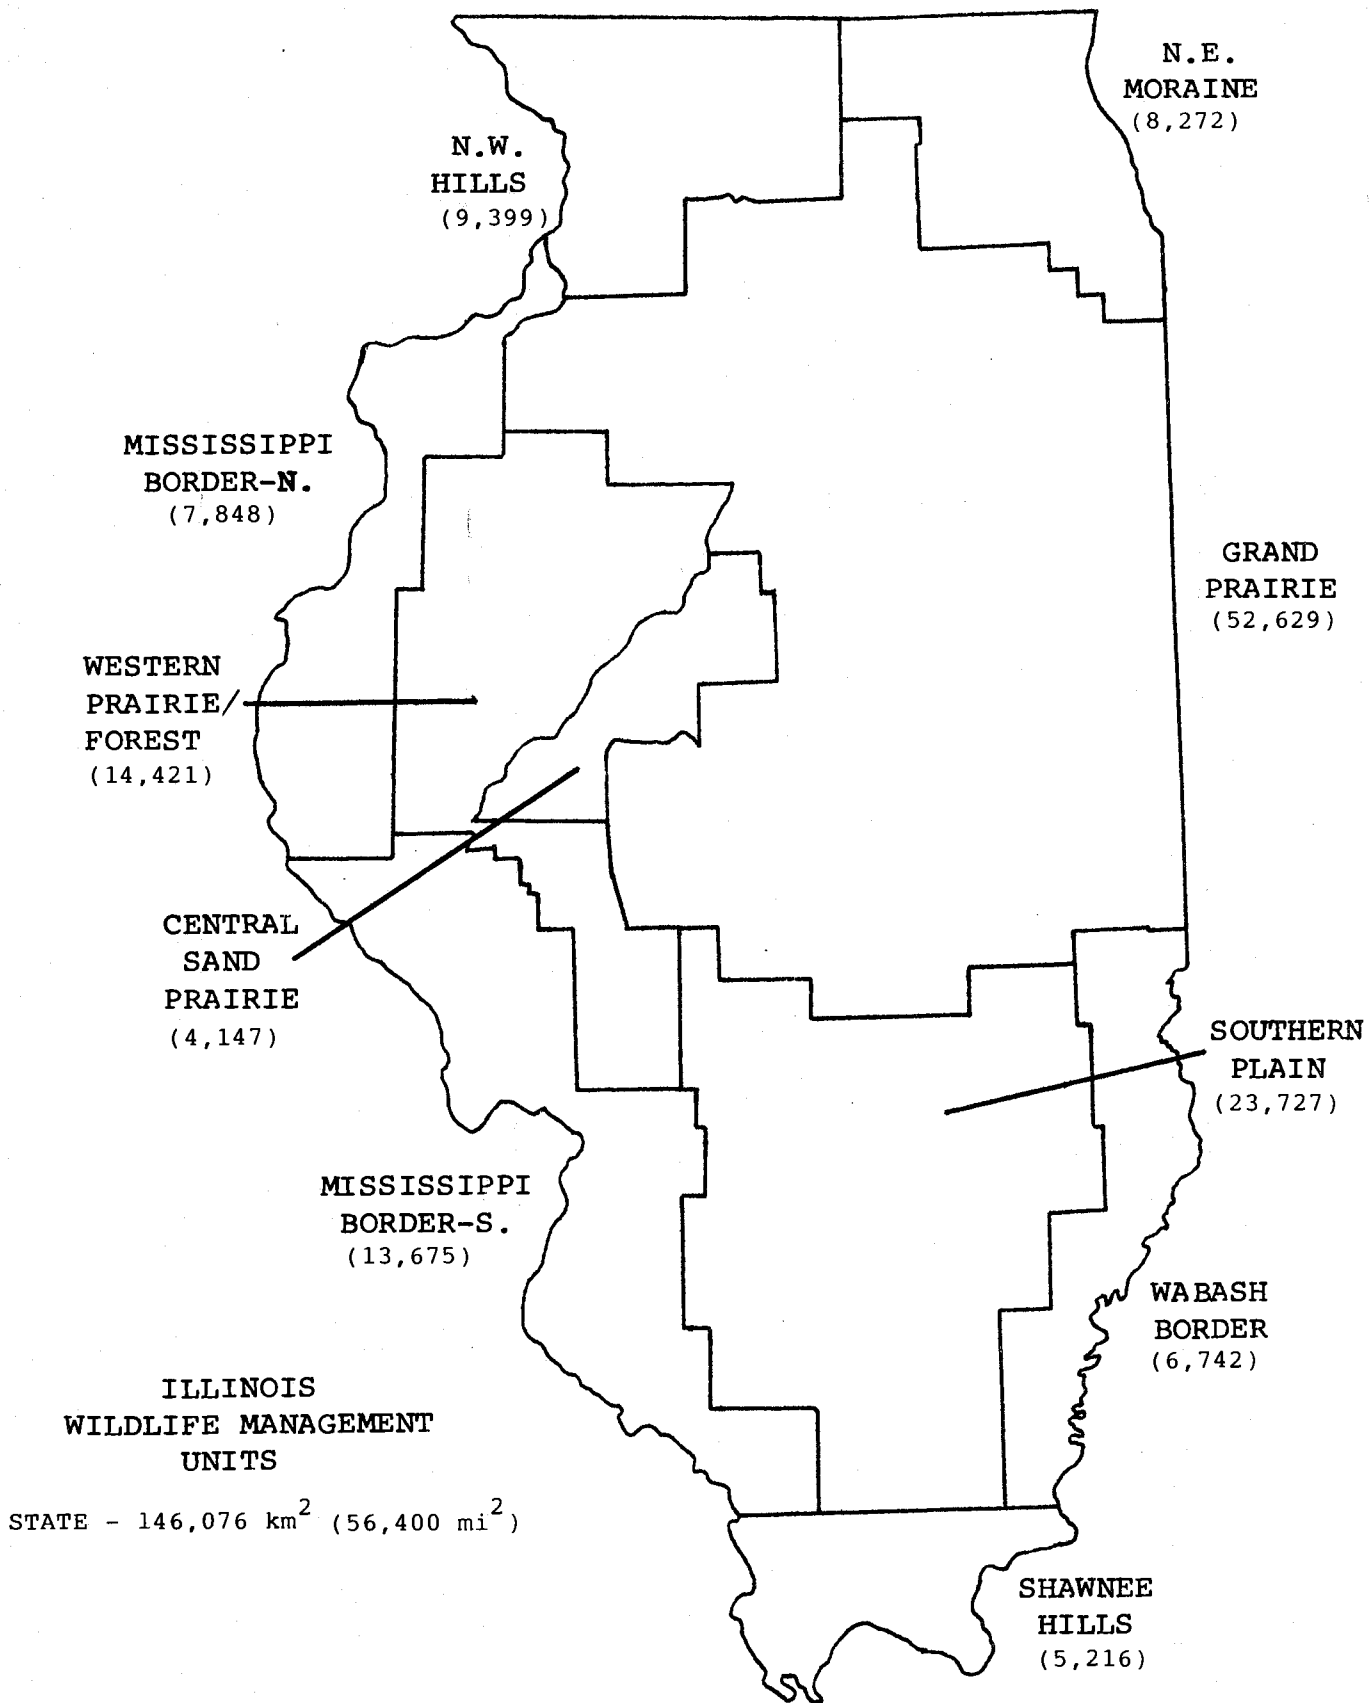 N.E.
MORAINE
(8,272)
N.W.
HILLS
(9,399)
MISSISSIPPI
BORDER-N.
(7,848)
GRAND
PRAIRIE
(52,629)
WESTERN
PRAIRIE/
FOREST
(14,421)
CENTRAL
SAND
PRAIRIE
(4,147)
SOUTHERN
PLAIN
(23,727)
MISSISSIPPI
BORDER-S.
(13,675)
WABASH
BORDER
(6,742)
ILLINOIS
WILDLIFE MANAGEMENT
UNITS
STATE - 146,076 km² (56,400 mi²)
SHAWNEE
HILLS
(5,216)